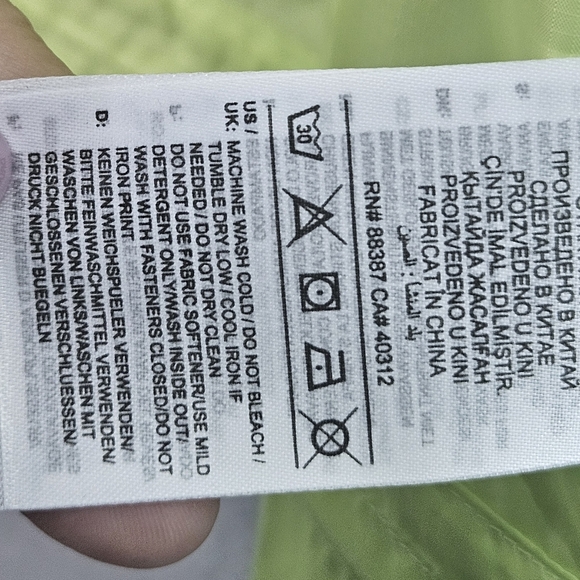 ПРОИЗВЕДЕНО В КИТАЙ
СДЕЛАНО В КИТАЕ
PROIZVEDENO U KINI
ÇİN'DE İMAL EDİLMİŞTİR.
ҚЫТАЙДА ЖАСАЛҒАН
PROIZVEDENO U KINI
FABRICAT ÎN CHINA
بلد المنشأ : الصين
RN# 88387 CA# 40312
30
US /
UK: MACHINE WASH COLD / DO NOT BLEACH /
TUMBLE DRY LOW / COOL IRON IF
NEEDED / DO NOT DRY CLEAN
DO NOT USE FABRIC SOFTENER/USE MILD
DETERGENT ONLY/WASH INSIDE OUT/
WASH WITH FASTENERS CLOSED/DO NOT
IRON PRINT
D: KEINEN WEICHSPUELER VERWENDEN/
BITTE FEINWASCHMITTEL VERWENDEN/
WASCHEN VON LINKS/WASCHEN MIT
GESCHLOSSENEN VERSCHLUESSEN/
DRUCK NICHT BUEGELN